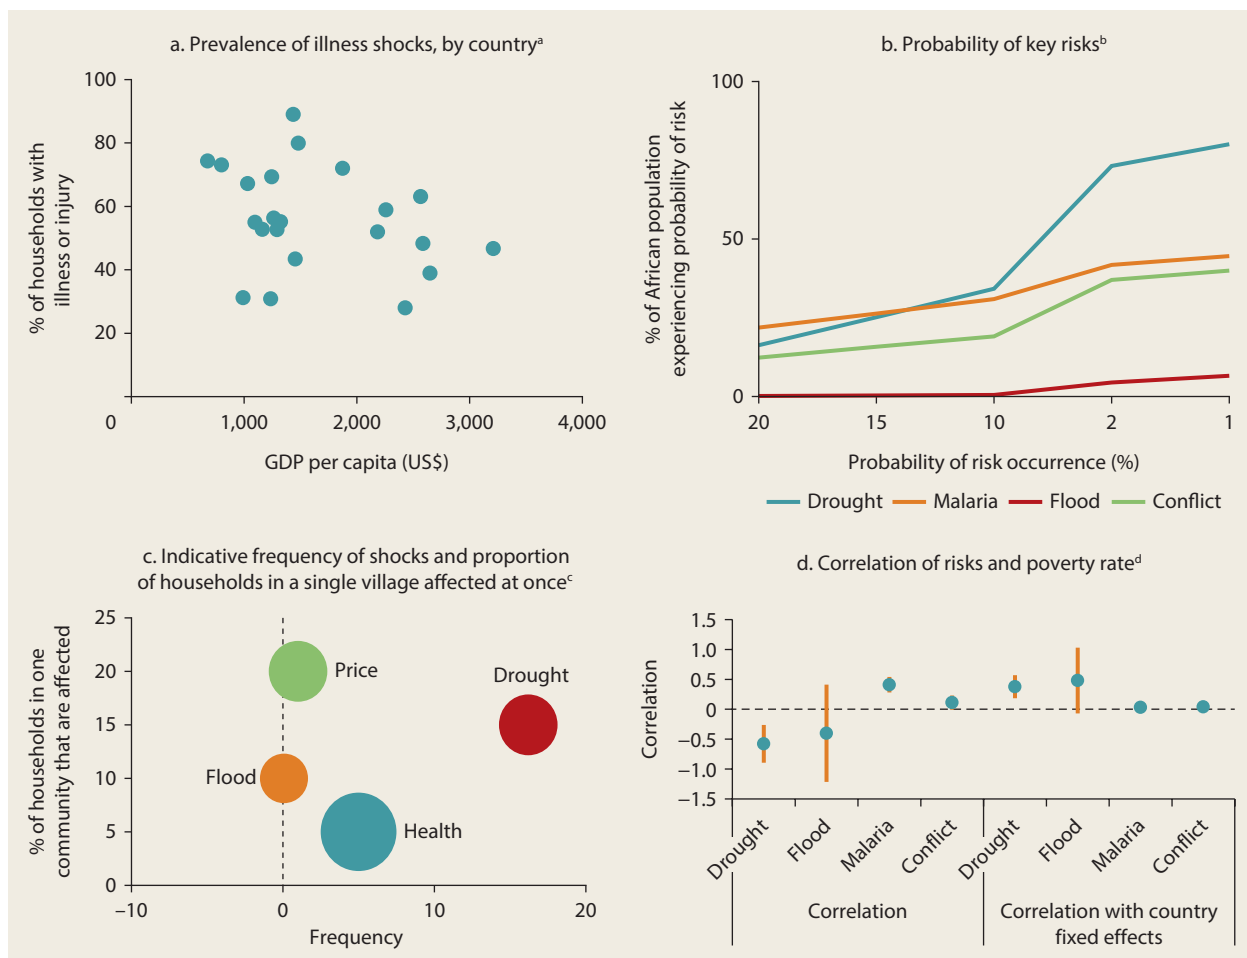 a. Prevalence of illness shocks, by countryᵃ
100
80
60
40
20
0
1,000
2,000
3,000
4,000
% of households with
illness or injury
GDP per capita (US$)
b. Probability of key risksᵇ
100
50
0
20
15
10
2
1
% of African population
experiencing probability of risk
Probability of risk occurrence (%)
Drought
Malaria
Flood
Conflict
c. Indicative frequency of shocks and proportion
of households in a single village affected at onceᶜ
25
20
15
10
5
0
% of households in one
community that are affected
Price
Drought
Flood
Health
–10
0
10
20
Frequency
d. Correlation of risks and poverty rateᵈ
1.5
1.0
0.5
0
–0.5
–1.0
–1.5
Correlation
Drought
Flood
Malaria
Conflict
Drought
Flood
Malaria
Conflict
Correlation
Correlation with country
fixed effects